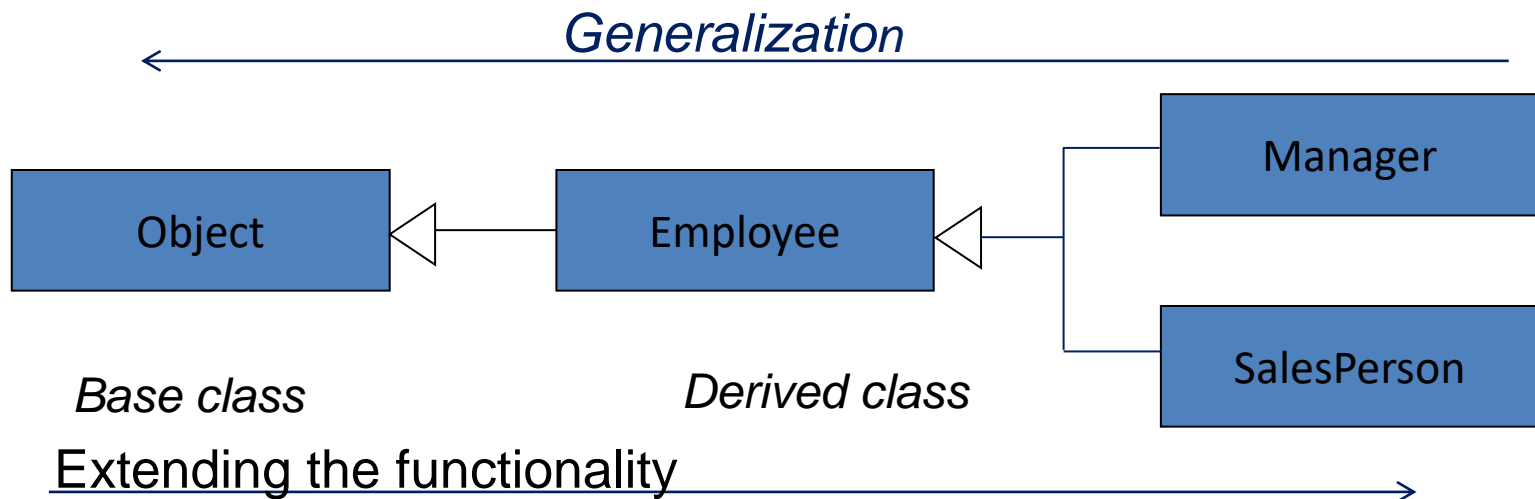 Generalization
Manager
Object
Employee
SalesPerson
Base class
Derived class
Extending the functionality